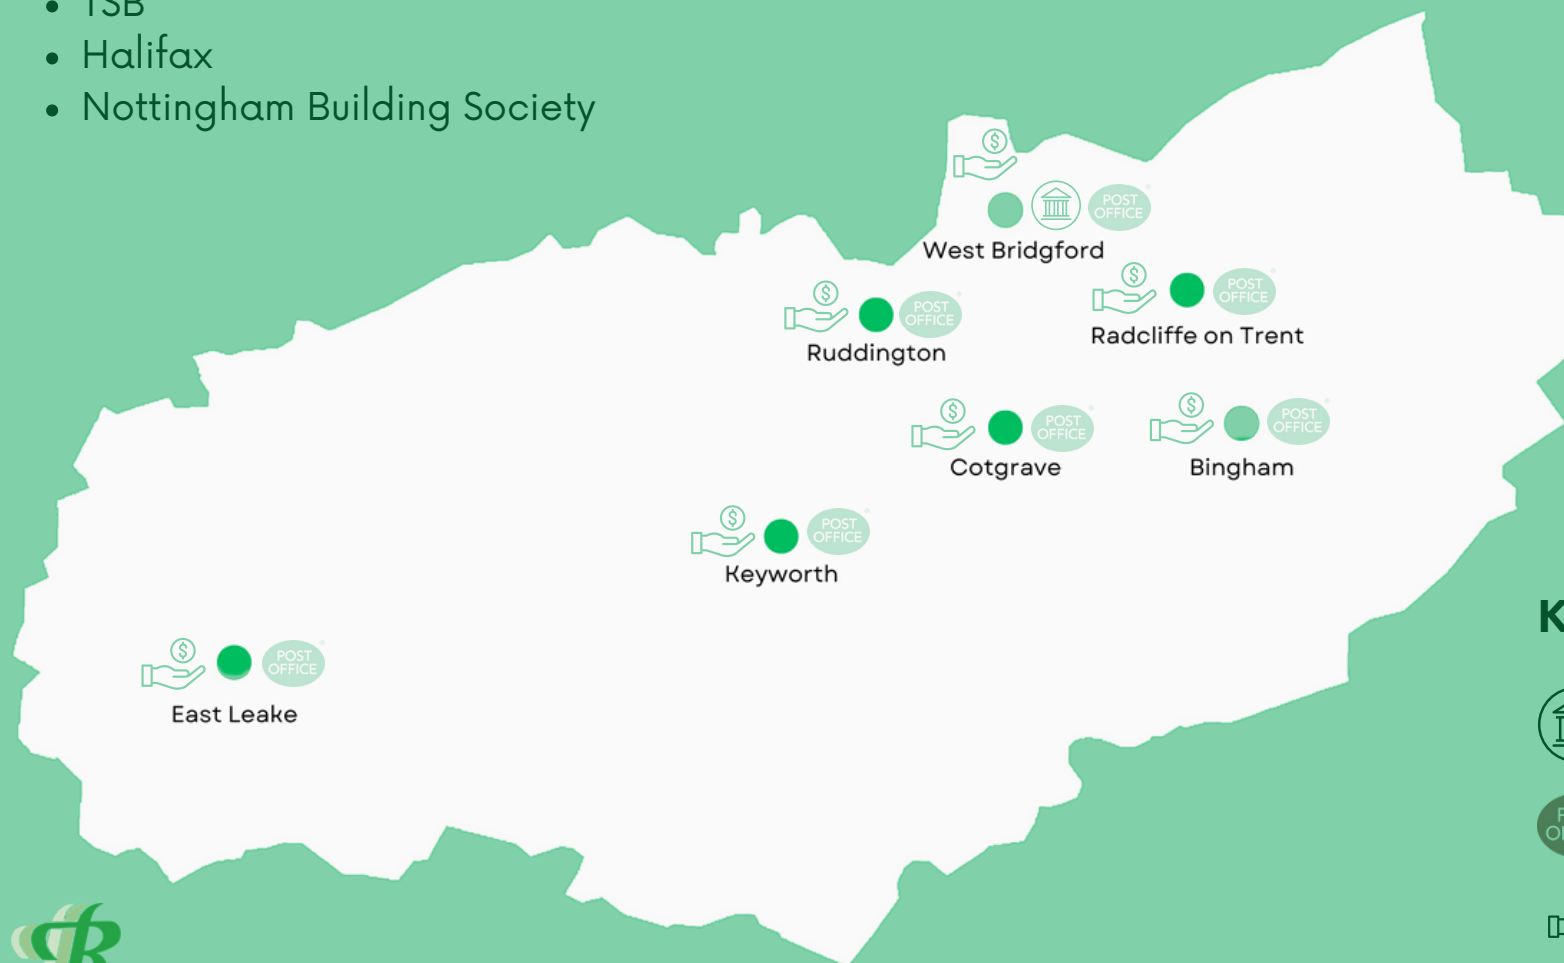 TSB
Halifax
Nottingham Building Society
$
POST
OFFICE
West Bridgford
$
POST
OFFICE
Radcliffe on Trent
$
POST
OFFICE
Ruddington
$
POST
OFFICE
Cotgrave
$
POST
OFFICE
Bingham
$
POST
OFFICE
Keyworth
$
POST
OFFICE
East Leake
K
P
O
R